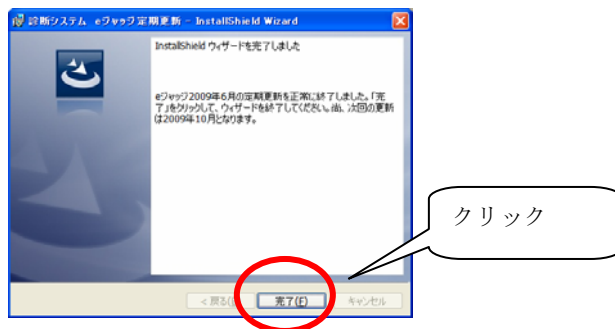 診断システム eジャッジ定期更新 - InstallShield Wizard
InstallShield ウィザードを完了しました
eジャッジ2009年6月の定期更新を正常に終了しました。「完
了」をクリックして、ウィザードを終了してください。尚、次回の更新
は2009年10月となります。
クリック
< 戻る(
完了(F)
キャンセル